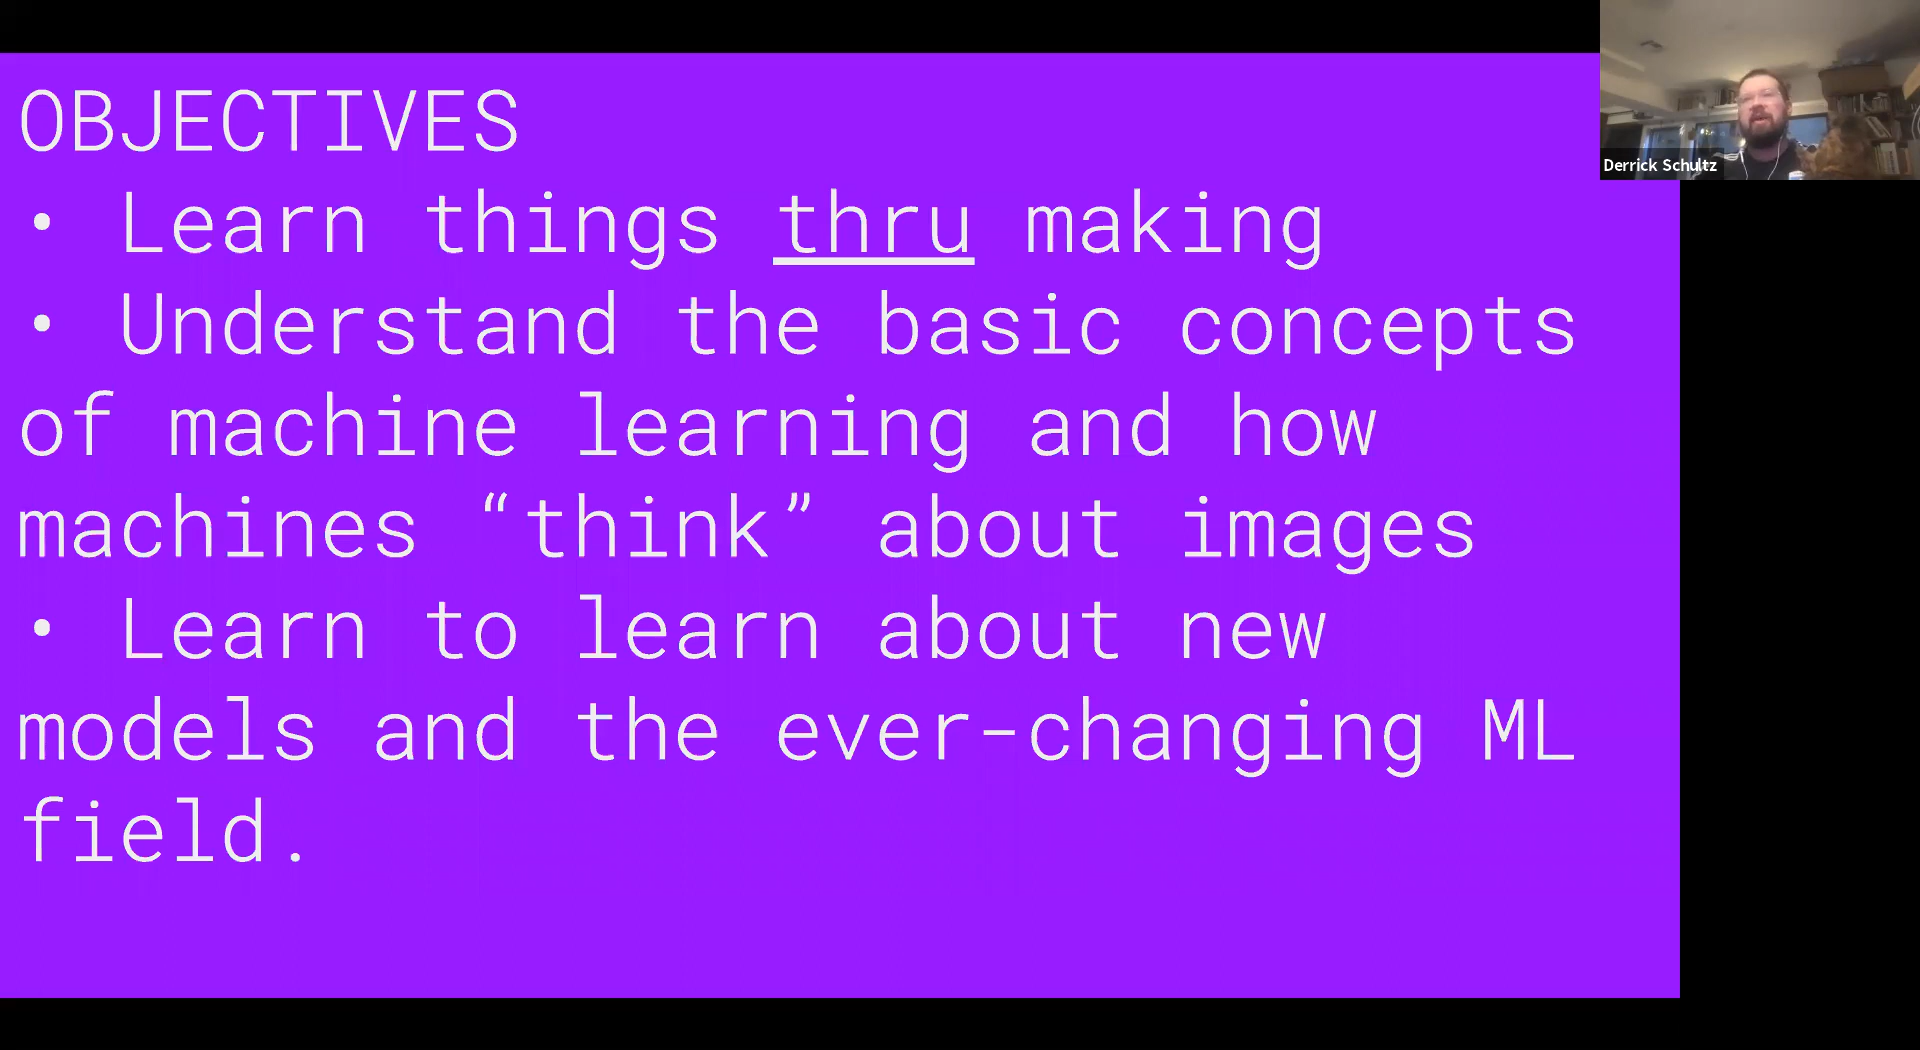 OBJECTIVES
• Learn things thru making
• Understand the basic concepts
of machine learning and how
machines “think” about images
• Learn to learn about new
models and the ever-changing ML
field.
Derrick Schultz